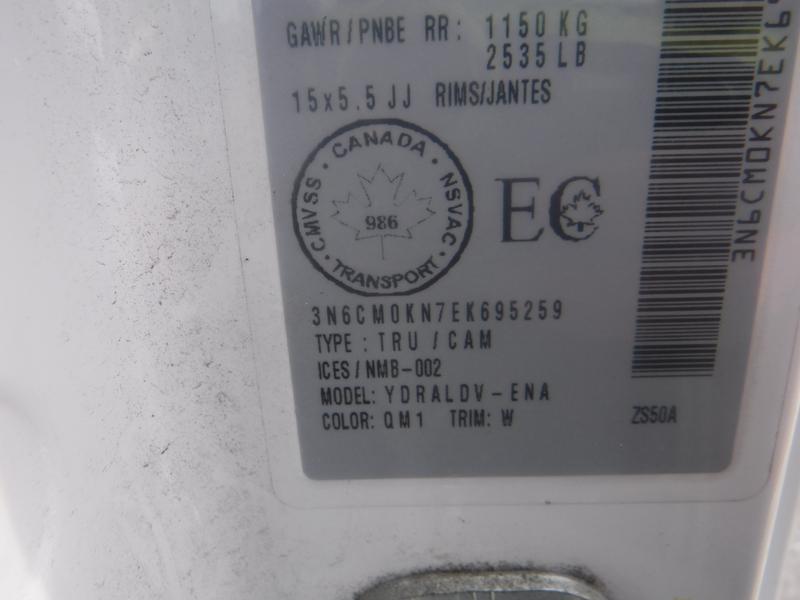 GAWR/PNBE RR: 1150 KG
2535 LB
15x5.5 JJ RIMS/JANTES
CMVSS · CANADA · NSVAC · TRANSPORT ·
986
EC
3N6CM0KN7EK695259
TYPE: TRU/CAM
ICES/NMB-002
MODEL: YDRALDV-ENA
COLOR: QM1 TRIM: W
ZS50A
3N6CM0KN7EK69